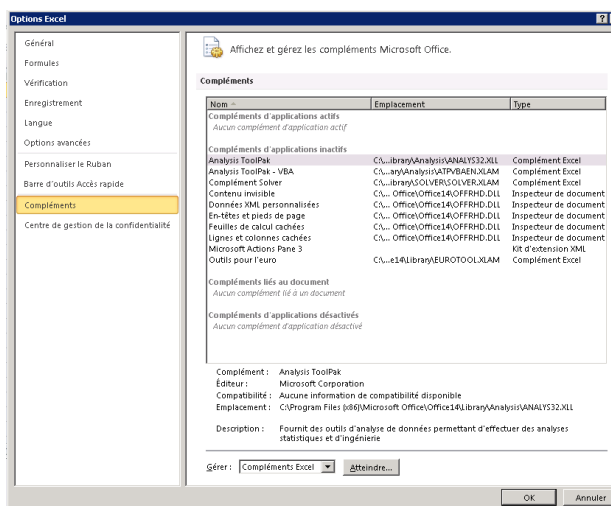 Options Excel
Général
Formules
Vérification
Enregistrement
Langue
Options avancées
Personnaliser le Ruban
Barre d'outils Accès rapide
Compléments
Centre de gestion de la confidentialité
Affichez et gérez les compléments Microsoft Office.
Compléments
Nom Emplacement Type
Compléments d'applications actifs
Aucun complément d'application actif
Compléments d'applications inactifs
Analysis ToolPak C:\...ibrary\Analysis\ANALYS32.XLL Complément Excel
Analysis ToolPak - VBA C:\...ary\Analysis\ATPVBAEN.XLAM Complément Excel
Complément Solver C:\...ibrary\SOLVER\SOLVER.XLAM Complément Excel
Contenu invisible C:\... Office\Office14\OFFRHD.DLL Inspecteur de document
Données XML personnalisées C:\... Office\Office14\OFFRHD.DLL Inspecteur de document
En-têtes et pieds de page C:\... Office\Office14\OFFRHD.DLL Inspecteur de document
Feuilles de calcul cachées C:\... Office\Office14\OFFRHD.DLL Inspecteur de document
Lignes et colonnes cachées C:\... Office\Office14\OFFRHD.DLL Inspecteur de document
Microsoft Actions Pane 3 Kit d'extension XML
Outils pour l'euro C:\...e14\Library\EUROTOOL.XLAM Complément Excel
Compléments liés au document
Aucun complément lié à un document
Compléments d'applications désactivés
Aucun complément d'application désactivé
Complément : Analysis ToolPak
Éditeur : Microsoft Corporation
Compatibilité : Aucune information de compatibilité disponible
Emplacement : C:\Program Files (x86)\Microsoft Office\Office14\Library\Analysis\ANALYS32.XLL
Description : Fournit des outils d'analyse de données permettant d'effectuer des analyses
statistiques et d'ingénierie
Gérer : Compléments Excel Atteindre...
OK Annuler